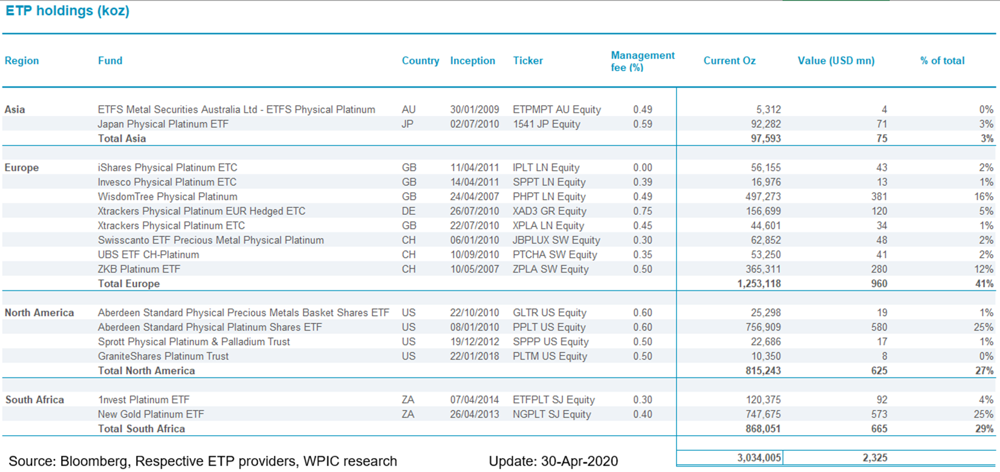 ETP holdings (koz)
Region Fund Country Inception Ticker Management fee (%) Current Oz Value (USD mn) % of total
Asia ETFS Metal Securities Australia Ltd - ETFS Physical Platinum AU 30/01/2009 ETPMPT AU Equity 0.49 5,312 4 0%
Japan Physical Platinum ETF JP 02/07/2010 1541 JP Equity 0.59 92,282 71 3%
Total Asia 97,593 75 3%
Europe iShares Physical Platinum ETC GB 11/04/2011 IPLT LN Equity 0.00 56,155 43 2%
Invesco Physical Platinum ETC GB 14/04/2011 SPPT LN Equity 0.39 16,976 13 1%
WisdomTree Physical Platinum GB 24/04/2007 PHPT LN Equity 0.49 497,273 381 16%
Xtrackers Physical Platinum EUR Hedged ETC DE 26/07/2010 XAD3 GR Equity 0.75 156,699 120 5%
Xtrackers Physical Platinum ETC GB 22/07/2010 XPLA LN Equity 0.45 44,601 34 1%
Swisscanto ETF Precious Metal Physical Platinum CH 06/01/2010 JBPLUX SW Equity 0.30 62,852 48 2%
UBS ETF CH-Platinum CH 10/09/2010 PTCHA SW Equity 0.35 53,250 41 2%
ZKB Platinum ETF CH 10/05/2007 ZPLA SW Equity 0.50 365,311 280 12%
Total Europe 1,253,118 960 41%
North America Aberdeen Standard Physical Precious Metals Basket Shares ETF US 22/10/2010 GLTR US Equity 0.60 25,298 19 1%
Aberdeen Standard Physical Platinum Shares ETF US 08/01/2010 PPLT US Equity 0.60 756,909 580 25%
Sprott Physical Platinum & Palladium Trust US 19/12/2012 SPPP US Equity 0.50 22,686 17 1%
GraniteShares Platinum Trust US 22/01/2018 PLTM US Equity 0.50 10,350 8 0%
Total North America 815,243 625 27%
South Africa 1nvest Platinum ETF ZA 07/04/2014 ETFPLT SJ Equity 0.30 120,375 92 4%
New Gold Platinum ETF ZA 26/04/2013 NGPLT SJ Equity 0.40 747,675 573 25%
Total South Africa 868,051 665 29%
3,034,005 2,325
Source: Bloomberg, Respective ETP providers, WPIC research Update: 30-Apr-2020